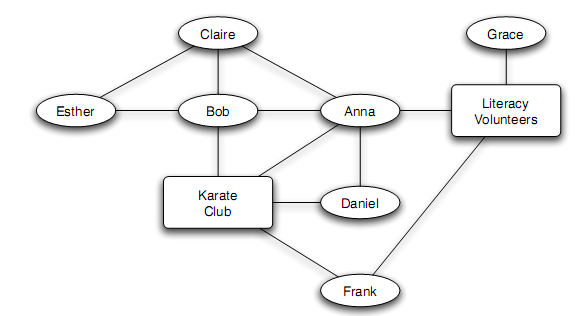 Claire
Grace
Esther
Bob
Anna
Literacy
Volunteers
Karate
Club
Daniel
Frank